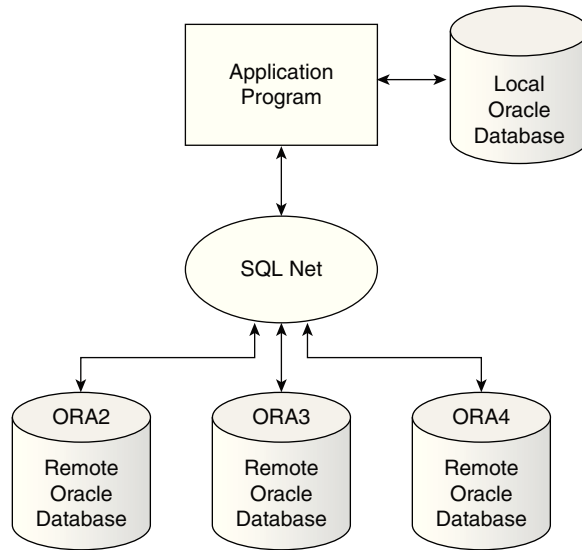 Application
Program
Local
Oracle
Database
SQL Net
ORA2
Remote
Oracle
Database
ORA3
Remote
Oracle
Database
ORA4
Remote
Oracle
Database